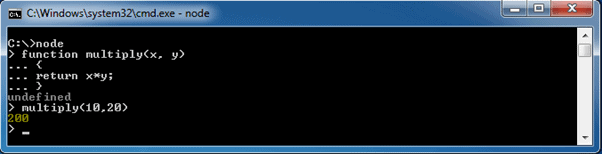 C:\Windows\system32\cmd.exe - node
C:\>node
> function multiply(x, y)
... {
... return x*y;
... }
undefined
> multiply(10,20)
200
> _